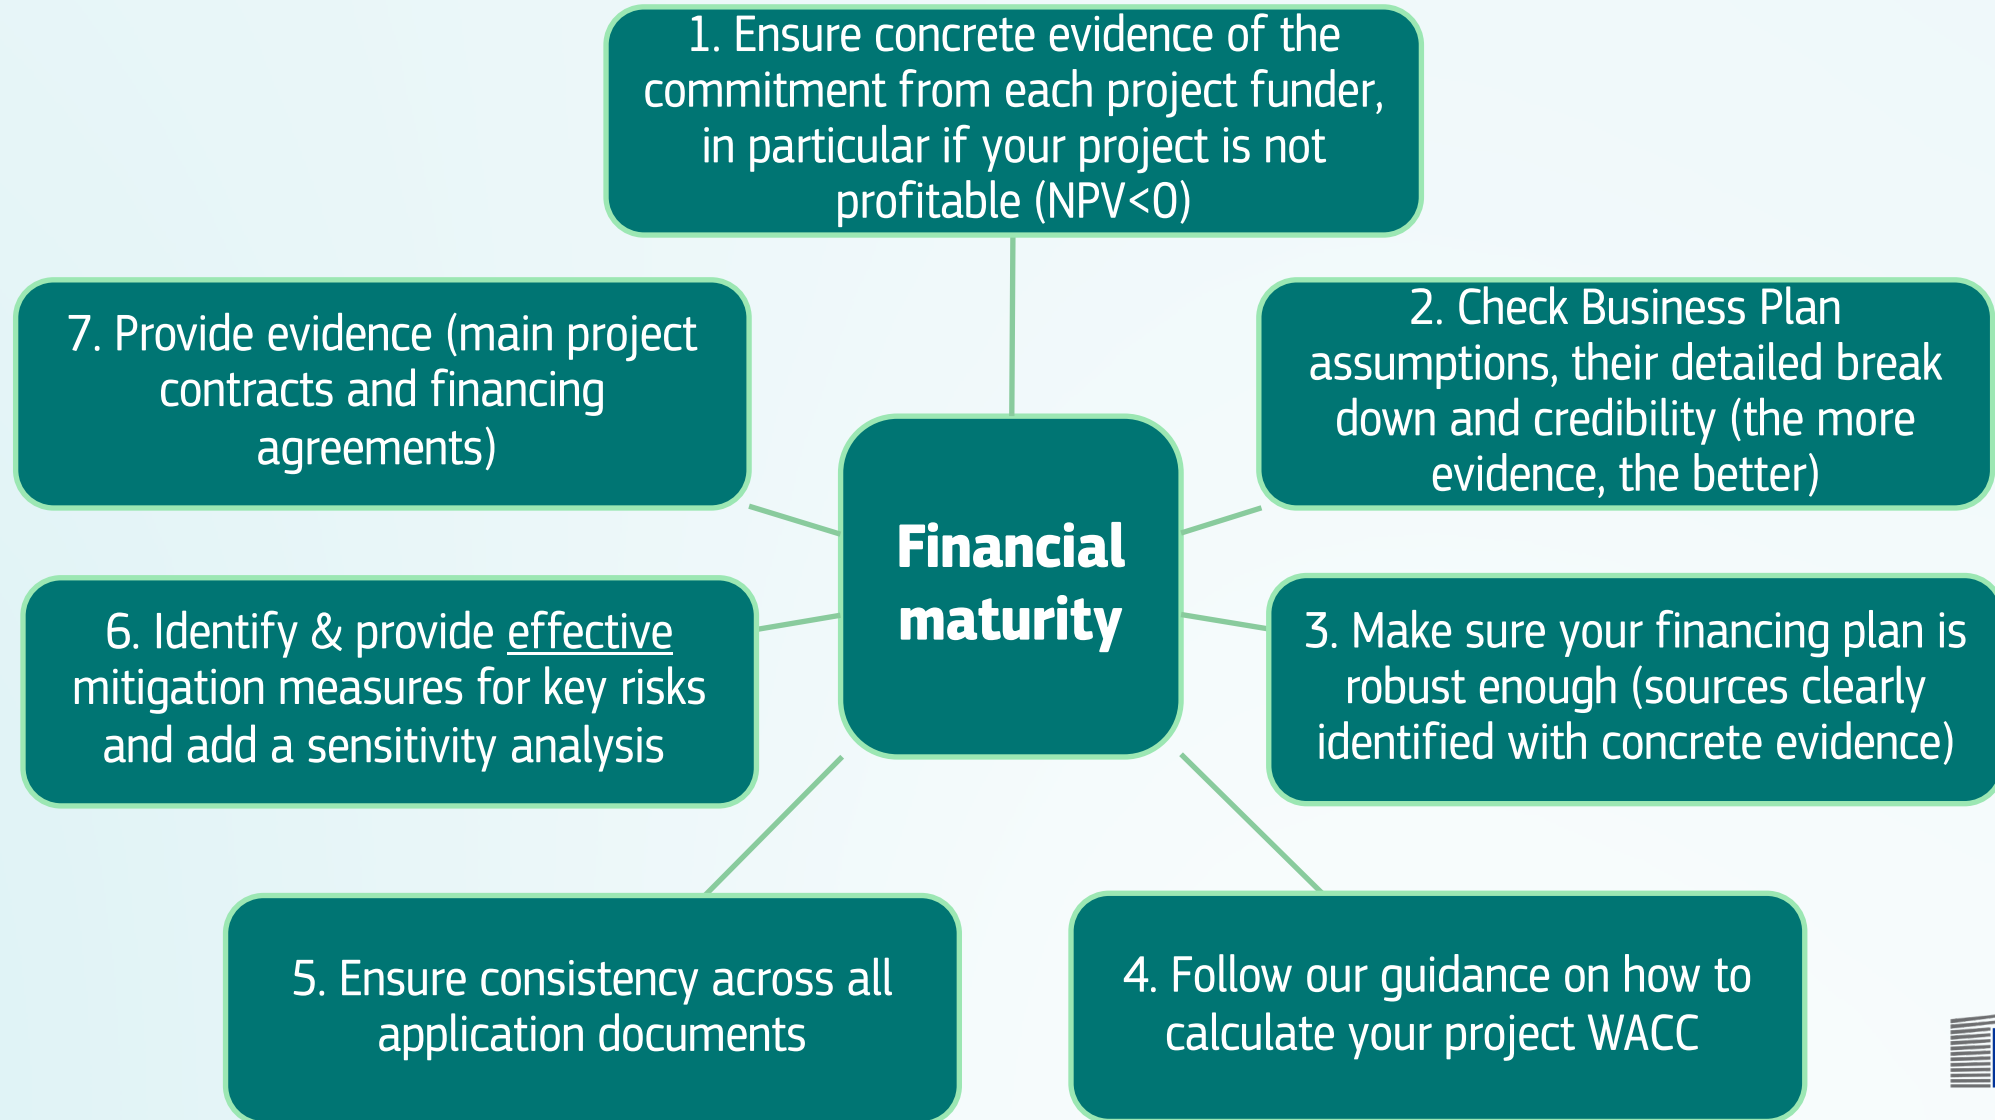 1. Ensure concrete evidence of the
commitment from each project funder,
in particular if your project is not
profitable (NPV<0)
2. Check Business Plan
assumptions, their detailed break
down and credibility (the more
evidence, the better)
3. Make sure your financing plan is
robust enough (sources clearly
identified with concrete evidence)
4. Follow our guidance on how to
calculate your project WACC
5. Ensure consistency across all
application documents
6. Identify & provide effective
mitigation measures for key risks
and add a sensitivity analysis
7. Provide evidence (main project
contracts and financing
agreements)
Financial
maturity